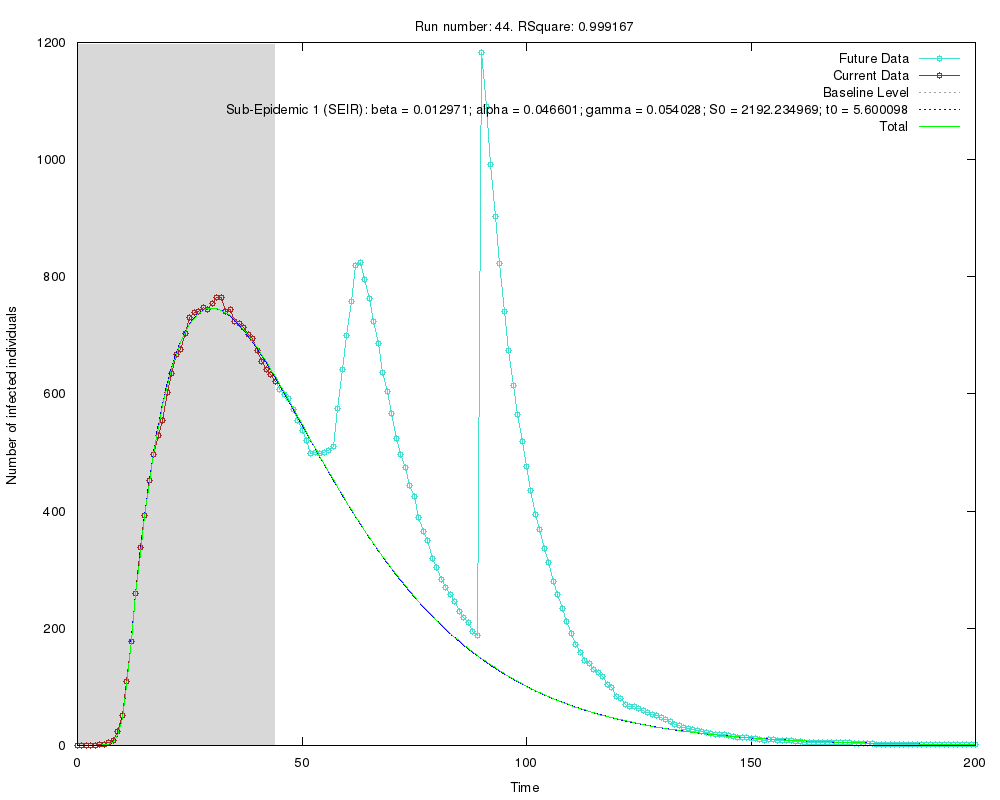 Run number: 44. RSquare: 0.999167
1200
1000
800
600
400
200
0
Number of infected individuals
Future Data
Current Data
Baseline Level
Sub-Epidemic 1 (SEIR): beta = 0.012971; alpha = 0.046601; gamma = 0.054028; S0 = 2192.234969; t0 = 5.600098
Total
0 50 100 150 200
Time